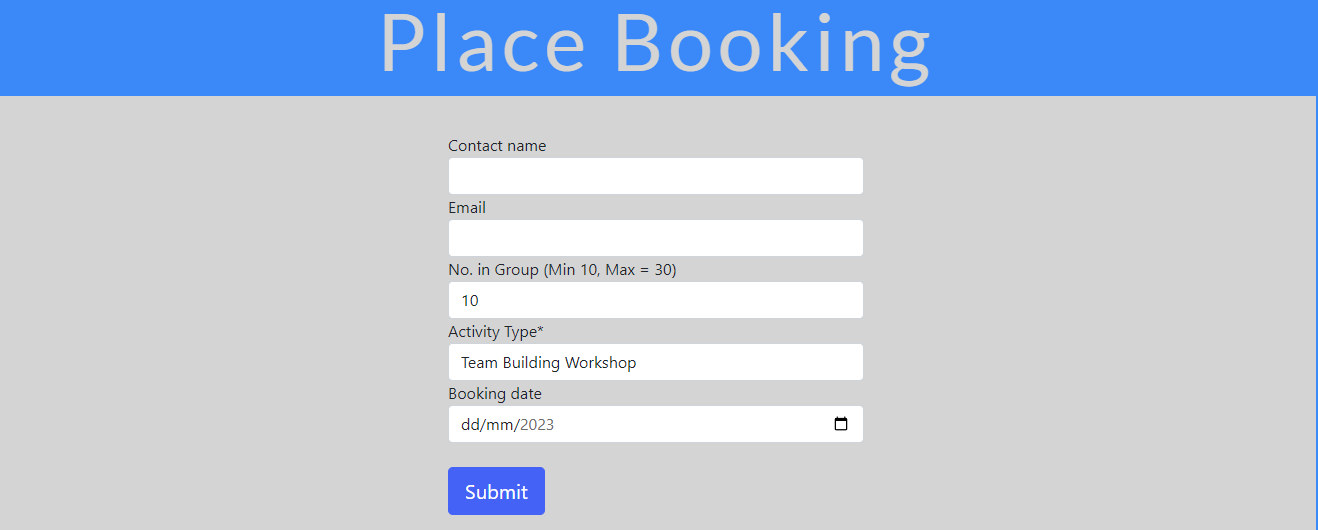 Place Booking
Contact name
Email
No. in Group (Min 10, Max = 30)
10
Activity Type*
Team Building Workshop
Booking date
dd/mm/2023
Submit